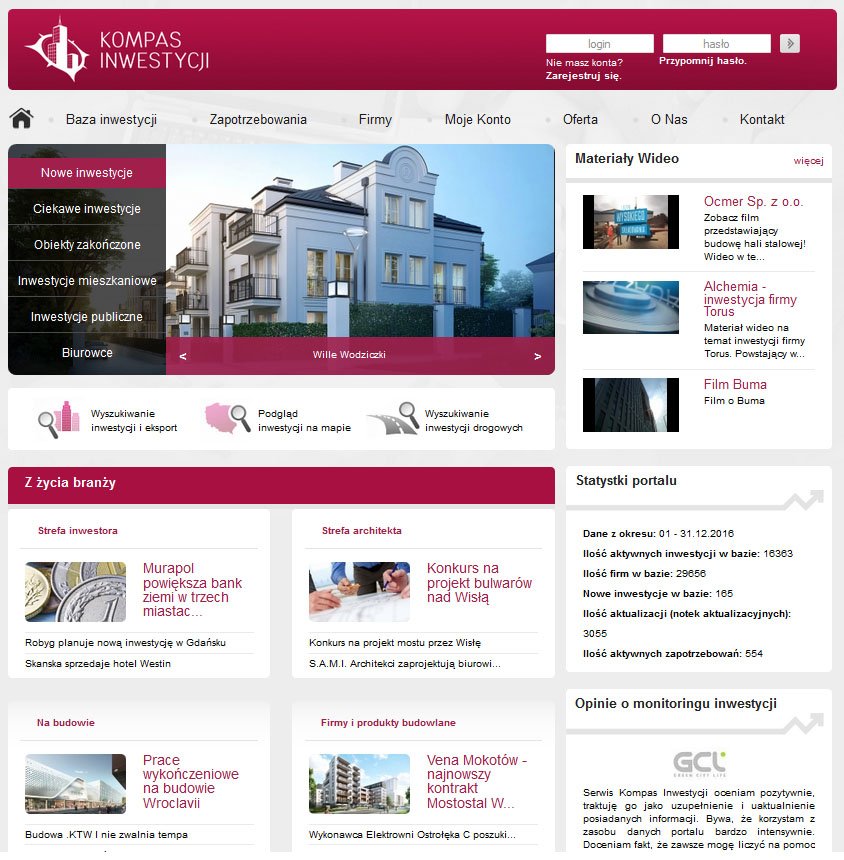 KOMPAS
INWESTYCJI
login
hasło
Nie masz konta?
Zarejestruj się.
Przypomnij hasło.
Baza inwestycji
Zapotrzebowania
Firmy
Moje Konto
Oferta
O Nas
Kontakt
Nowe inwestycje
Ciekawe inwestycje
Obiekty zakończone
Inwestycje mieszkaniowe
Inwestycje publiczne
Biurowce
<
Wille Wodziczki
>
Wyszukiwanie
inwestycji i eksport
Podgląd
inwestycji na mapie
Wyszukiwanie
inwestycji drogowych
Materiały Wideo
więcej
Ocmer Sp. z o.o.
Zobacz film
przedstawiający
budowę hali stalowej!
Wideo w te...
Alchemia -
inwestycja firmy
Torus
Materiał wideo na
temat inwestycji firmy
Torus. Powstający w...
Film Buma
Film o Buma
Z życia branży
Strefa inwestora
Murapol
powiększa bank
ziemi w trzech
miastac...
Robyg planuje nową inwestycję w Gdańsku
Skanska sprzedaje hotel Westin
Strefa architekta
Konkurs na
projekt bulwarów
nad Wisłą
Konkurs na projekt mostu przez Wisłę
S.A.M.I. Architekci zaprojektują biurowi...
Na budowie
Prace
wykończeniowe
na budowie
Wroclavii
Budowa .KTW I nie zwalnia tempa
Firmy i produkty budowlane
Vena Mokotów -
najnowszy
kontrakt
Mostostal W...
Wykonawca Elektrowni Ostrołęka C poszuki...
Statystki portalu
Dane z okresu: 01 - 31.12.2016
Ilość aktywnych inwestycji w bazie: 16363
Ilość firm w bazie: 29656
Nowe inwestycje w bazie: 165
Ilość aktualizacji (notek aktualizacyjnych):
3055
Ilość aktywnych zapotrzebowań: 554
Opinie o monitoringu inwestycji
GCL
GREEN CITY LIFE
Serwis Kompas Inwestycji oceniam pozytywnie,
traktuję go jako uzupełnienie i uaktualnienie
posiadanych informacji. Bywa, że korzystam z
zasobu danych portalu bardzo intensywnie.
Doceniam fakt, że zawsze mogę liczyć na pomoc